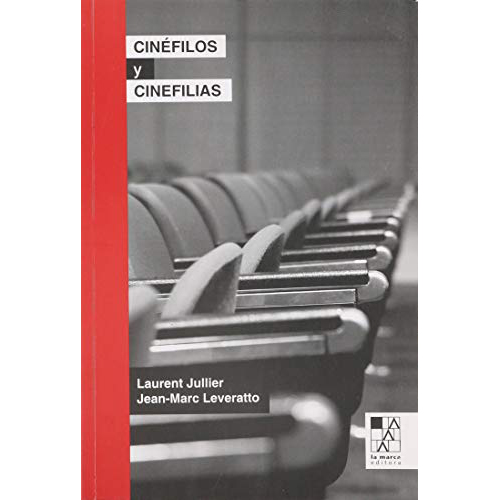 CINÉFILOS
y
CINEFILIAS
Laurent Jullier
Jean-Marc Leveratto
la marca
editora